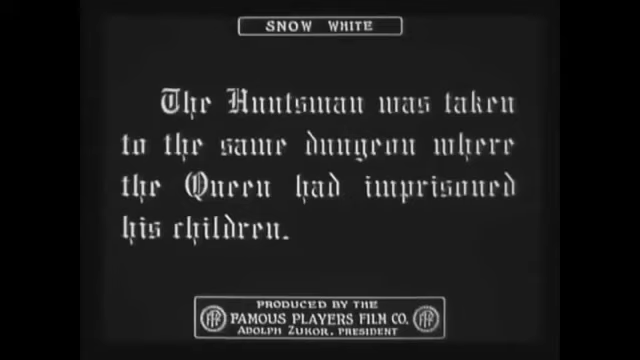 SNOW WHITE
The Huntsman was taken
to the same dungeon where
the Queen had imprisoned
his children.
PRODUCED BY THE
FAMOUS PLAYERS FILM CO.
ADOLPH ZUKOR, PRESIDENT